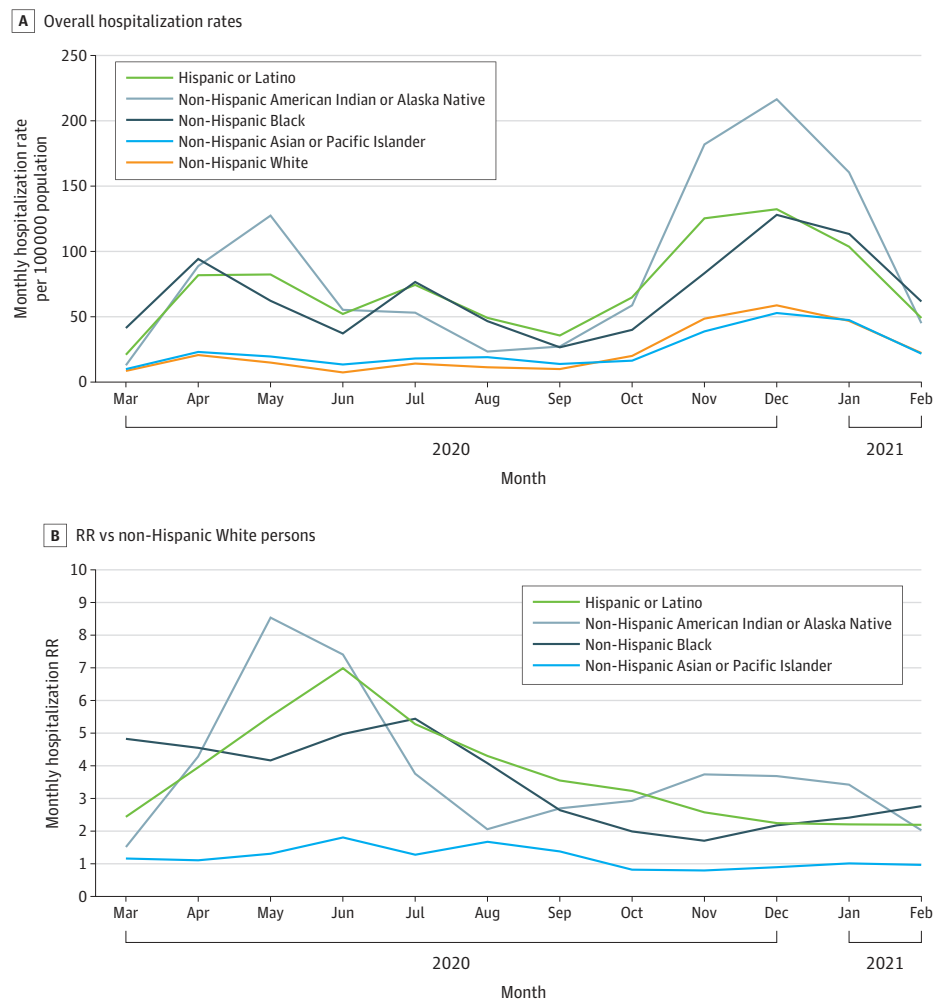 A Overall hospitalization rates
250
200
150
100
50
0
Monthly hospitalization rate
per 100 000 population
Hispanic or Latino
Non-Hispanic American Indian or Alaska Native
Non-Hispanic Black
Non-Hispanic Asian or Pacific Islander
Non-Hispanic White
Mar Apr May Jun Jul Aug Sep Oct Nov Dec Jan Feb
2020 2021
Month
B RR vs non-Hispanic White persons
10
9
8
7
6
5
4
3
2
1
0
Monthly hospitalization RR
Hispanic or Latino
Non-Hispanic American Indian or Alaska Native
Non-Hispanic Black
Non-Hispanic Asian or Pacific Islander
Mar Apr May Jun Jul Aug Sep Oct Nov Dec Jan Feb
2020 2021
Month